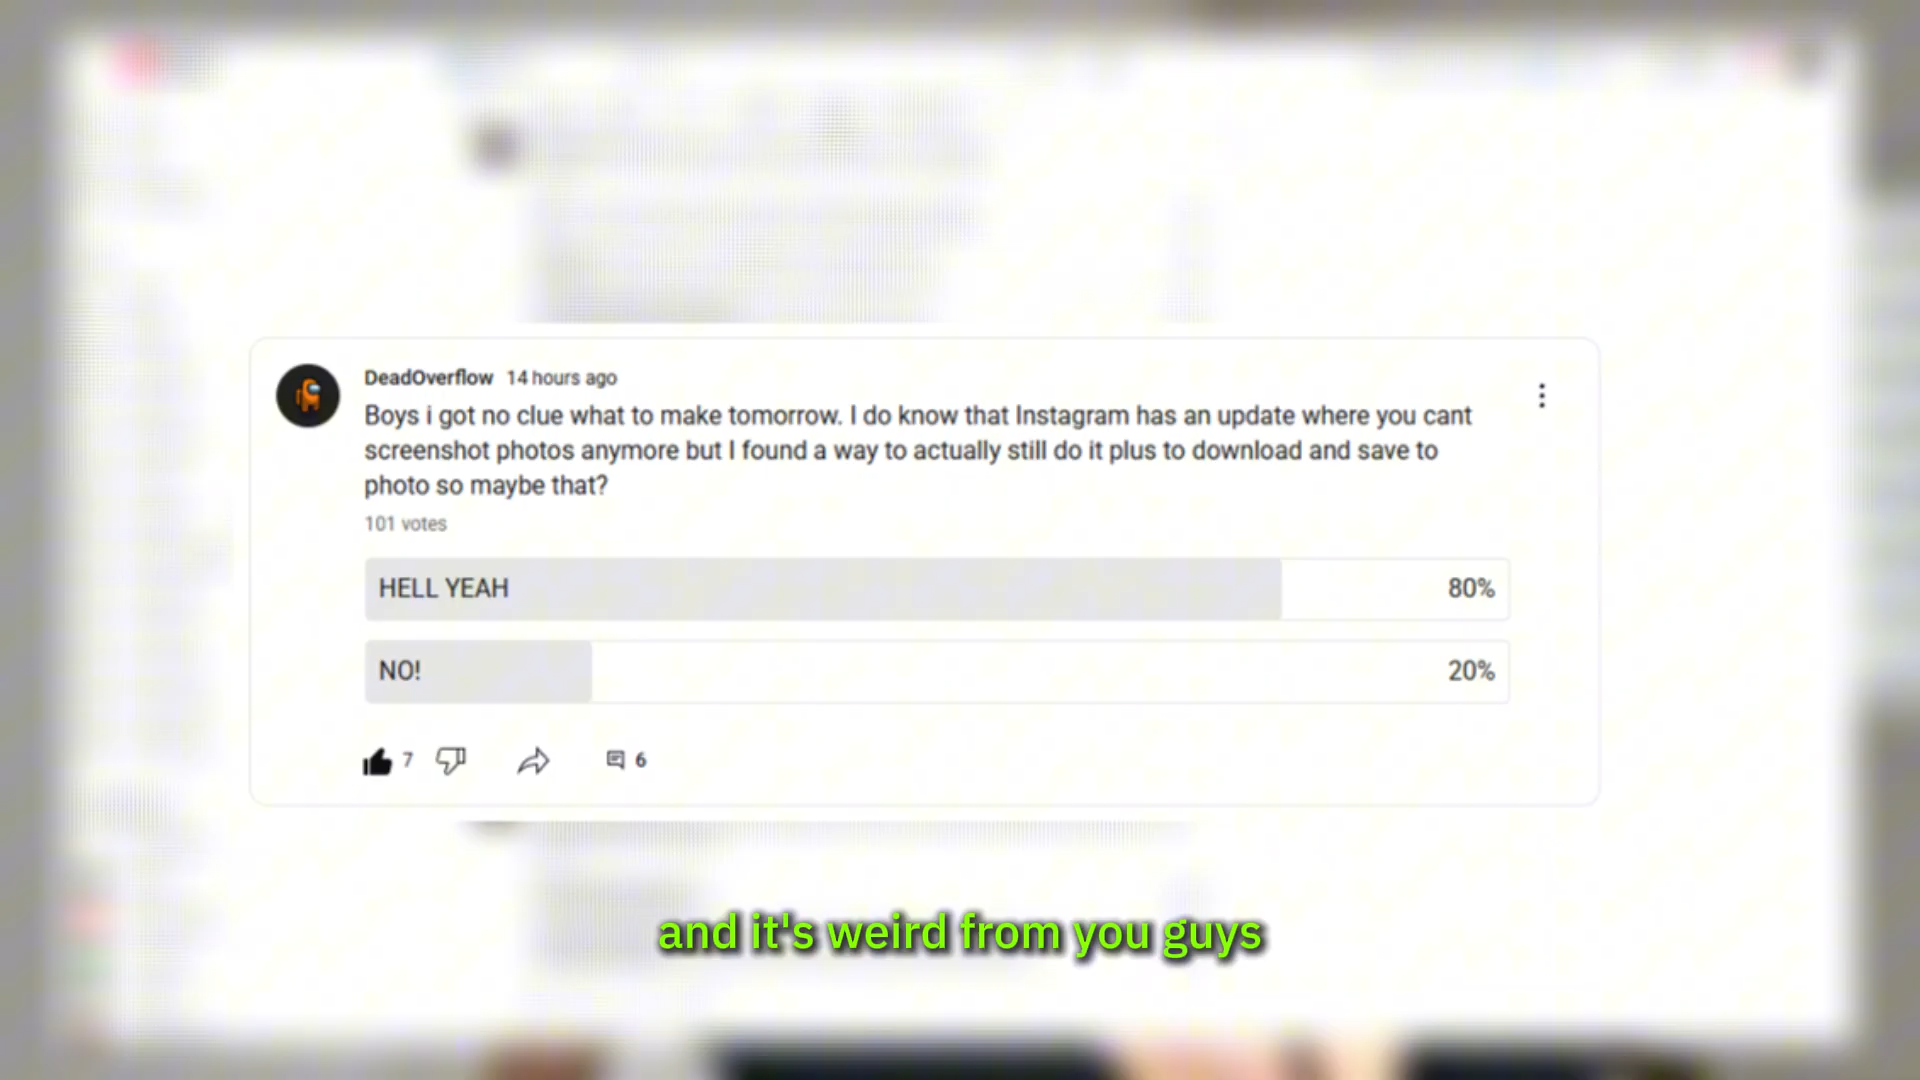 DeadOverflow 14 hours ago
Boys i got no clue what to make tomorrow. I do know that Instagram has an update where you cant
screenshot photos anymore but I found a way to actually still do it plus to download and save to
photo so maybe that?
101 votes
HELL YEAH 80%
NO! 20%
7 6
and it's weird from you guys